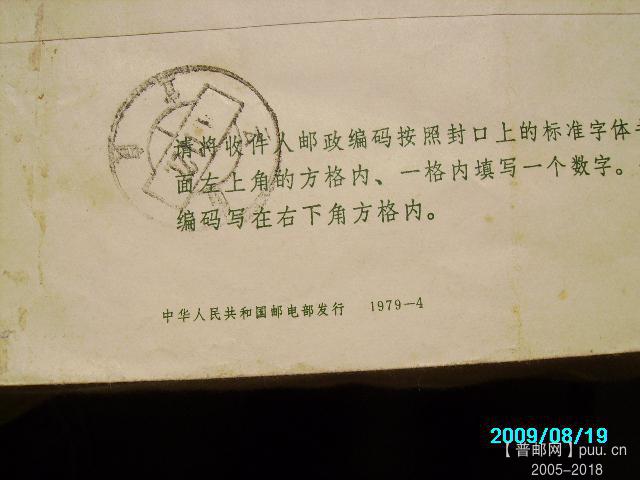 请将收件人邮政编码按照封口上的标准字体
面左上角的方格内、一格内填写一个数字。
编码写在右下角方格内。
中华人民共和国邮电部发行 1979—4
2009/08/19
【普邮网】puu.cn
2005-2018